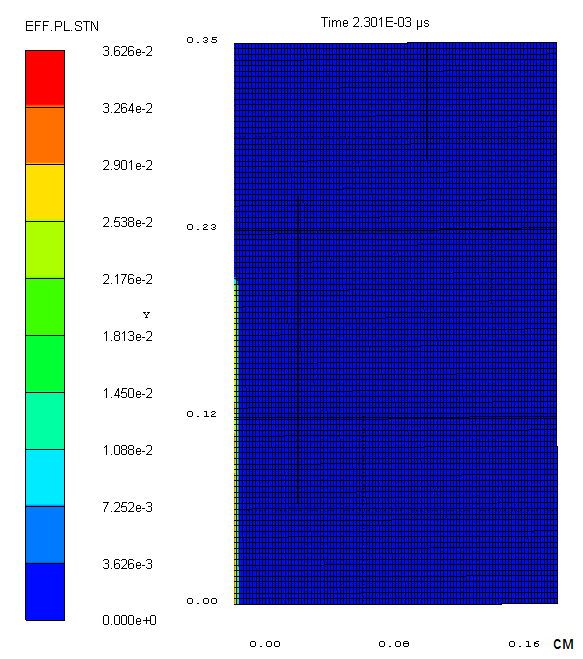 EFF.PL.STN
Time 2.301E-03 µs
3.626e-2
3.264e-2
2.901e-2
2.538e-2
2.176e-2
1.813e-2
1.450e-2
1.088e-2
7.252e-3
3.626e-3
0.000e+0
Y
0.35
0.23
0.12
0.00
0.00 0.08 0.16 CM